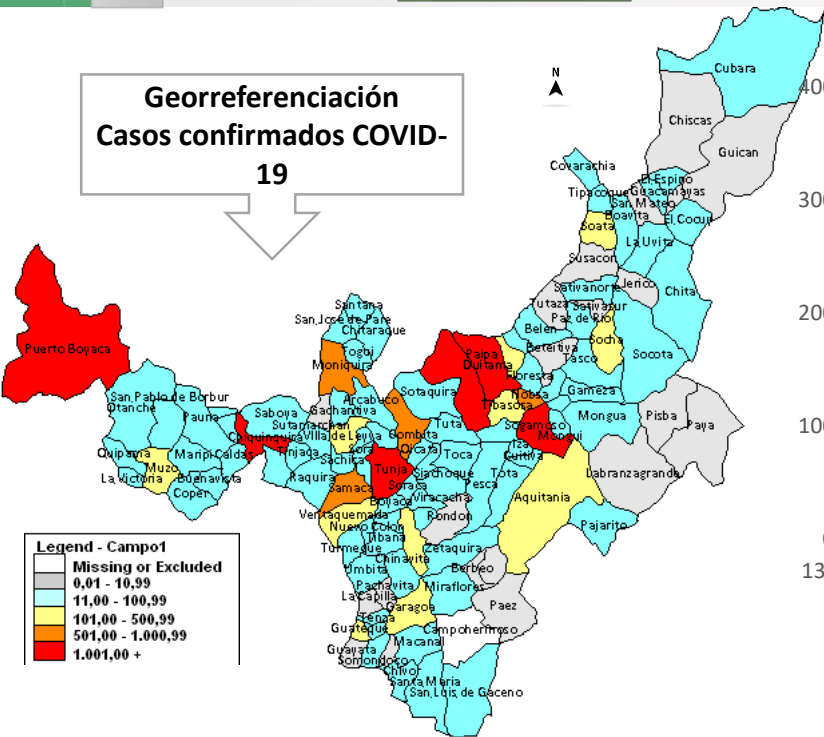 Georreferenciación
Casos confirmados COVID-
19
N
Cubara
Chiscas
Guican
Covarachia
El Espino
Tipacoque
Guacamayas
San Mateo
Boavita
El Cocuy
Soata
La Uvita
Susacon
Sativanorte
Jerico
Chita
Tutaza
Sativasur
Paz de Rio
Belen
Socha
Beteitiva
Tasco
Socota
Santana
San Jose de Pare
Chitaraque
Togui
Moniquira
Puerto Boyaca
Paipa
Duitama
Floresta
Sotaquira
Nobsa
Gameza
Tibasosa
Mongua
Pisba
Paya
San Pablo de Borbur
Otanche
Pauna
Saboya
Arcabuco
Gachantiva
Sutamarchan
Villa de Leyva
Combita
Tuta
Sogamoso
Mongui
Chiquinquira
Iza
Cuitiva
Quipama
Maripi
Caldas
Tinjaca
Sora
Oicata
Toca
Sachica
Labranzagrande
Muzo
La Victoria
Buenavista
Raquira
Tunja
Siachoque
Tota
Coper
Samaca
Soraca
Pesca
Aquitania
Boyaca
Viracacha
Rondon
Pajarito
Ventaquemada
Nuevo Colon
Tibana
Turmeque
Zetaquira
Chinavita
Umbita
Berbeo
Pachavita
Miraflores
La Capilla
Garagoa
Paez
Tenza
Guateque
Campohermoso
Macanal
Guayata
Somondoco
Chivor
Santa Maria
San Luis de Gaceno
Legend - Campo1
Missing or Excluded
0,01 - 10,99
11,00 - 100,99
101,00 - 500,99
501,00 - 1.000,99
1.001,00 +
400
300
200
100
13